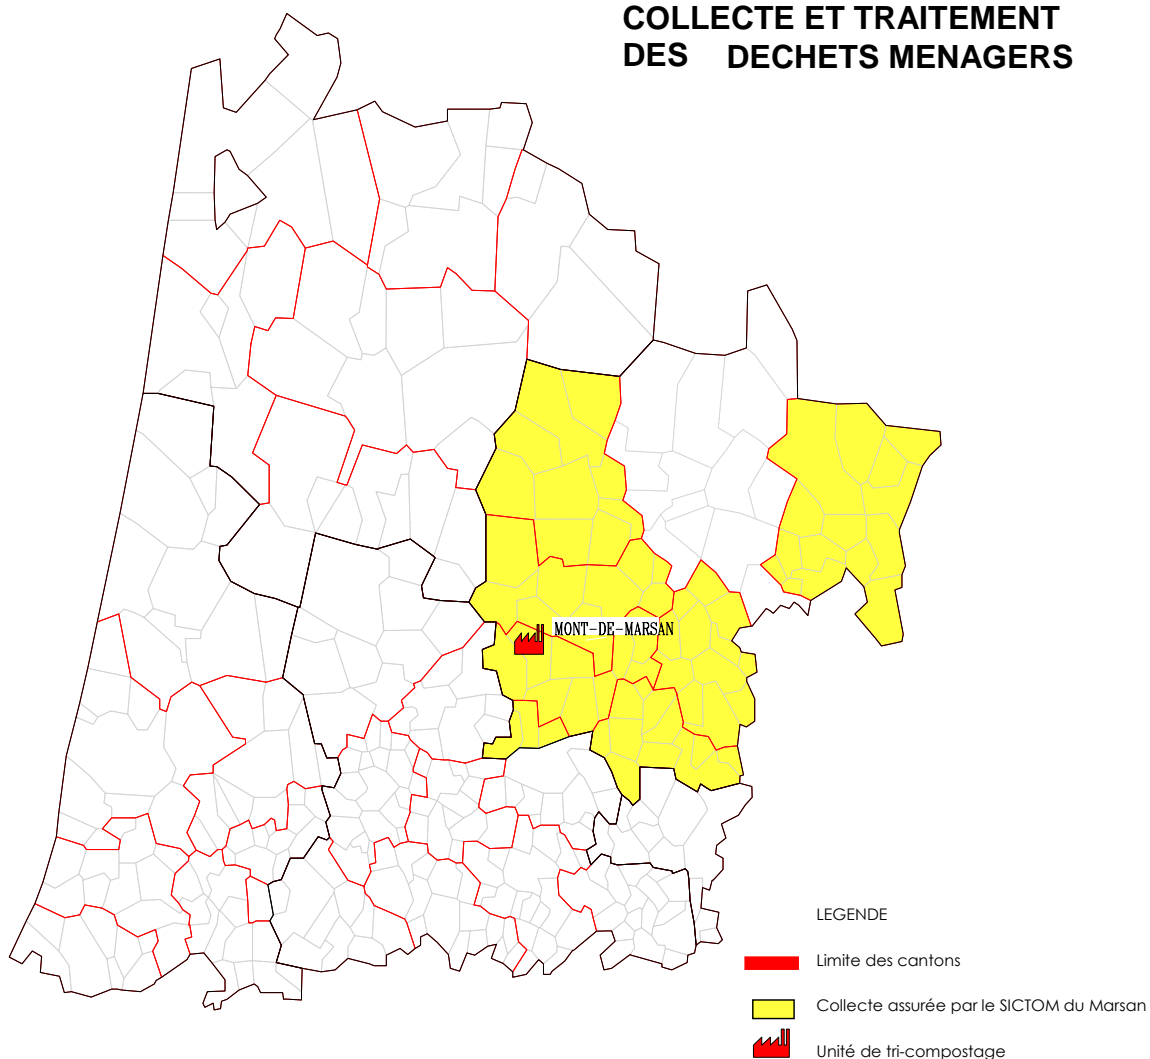 COLLECTE ET TRAITEMENT
DES DECHETS MENAGERS
MONT-DE-MARSAN
LEGENDE
Limite des cantons
Collecte assurée par le SICTOM du Marsan
Unité de tri-compostage